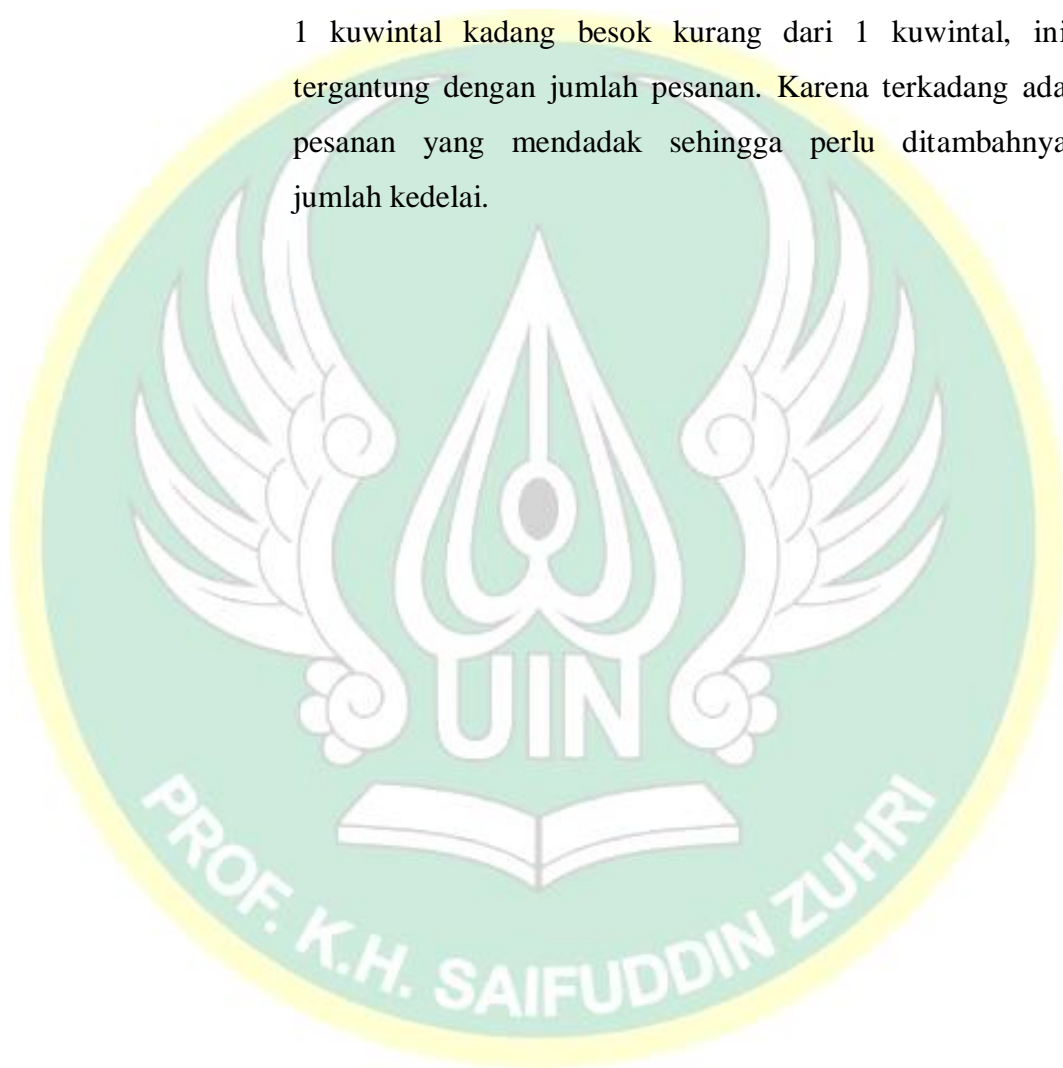 1 kuwintal kadang besok kurang dari 1 kuwintal, ini
tergantung dengan jumlah pesanan. Karena terkadang ada
pesanan yang mendadak sehingga perlu ditambahnya
jumlah kedelai.
UIN
PROF. K.H. SAIFUDDIN ZUHRI